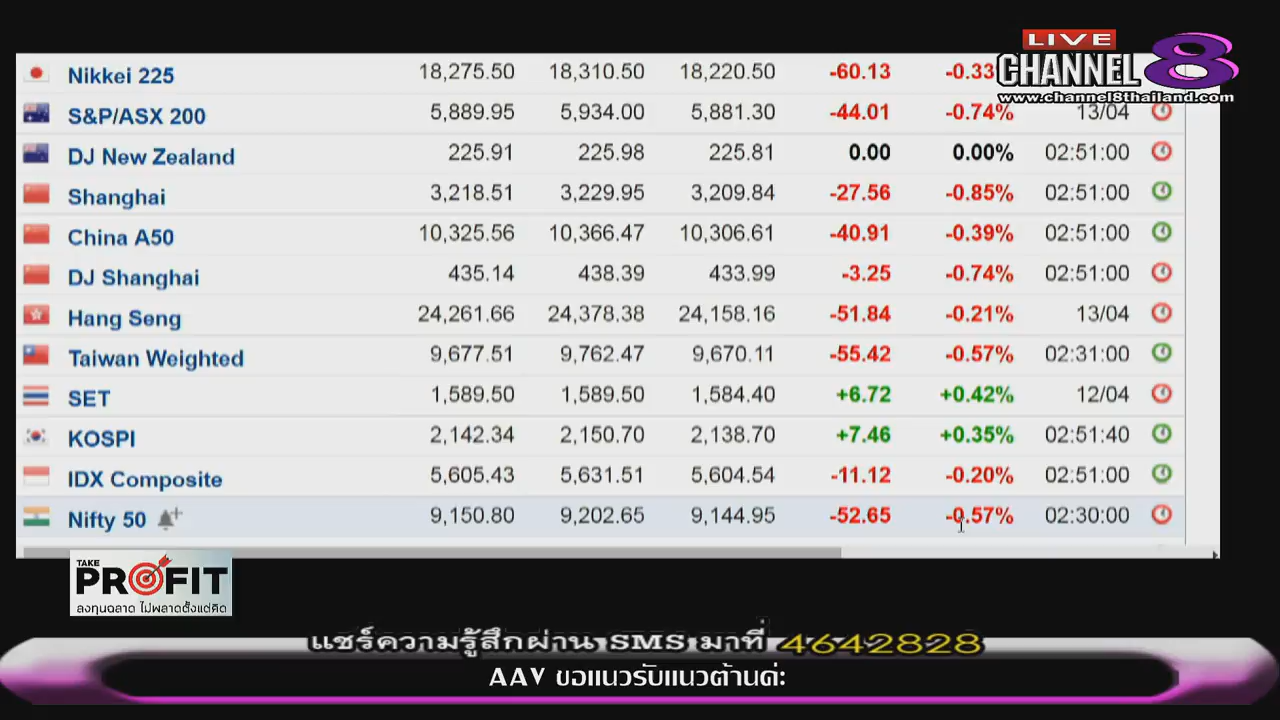 LIVE
CHANNEL 8
www.channel8thailand.com
Nikkei 225 18,275.50 18,310.50 18,220.50 -60.13 -0.33
S&P/ASX 200 5,889.95 5,934.00 5,881.30 -44.01 -0.74% 13/04
DJ New Zealand 225.91 225.98 225.81 0.00 0.00% 02:51:00
Shanghai 3,218.51 3,229.95 3,209.84 -27.56 -0.85% 02:51:00
China A50 10,325.56 10,366.47 10,306.61 -40.91 -0.39% 02:51:00
DJ Shanghai 435.14 438.39 433.99 -3.25 -0.74% 02:51:00
Hang Seng 24,261.66 24,378.38 24,158.16 -51.84 -0.21% 13/04
Taiwan Weighted 9,677.51 9,762.47 9,670.11 -55.42 -0.57% 02:31:00
SET 1,589.50 1,589.50 1,584.40 +6.72 +0.42% 12/04
KOSPI 2,142.34 2,150.70 2,138.70 +7.46 +0.35% 02:51:40
IDX Composite 5,605.43 5,631.51 5,604.54 -11.12 -0.20% 02:51:00
Nifty 50 9,150.80 9,202.65 9,144.95 -52.65 -0.57% 02:30:00
TAKE
PROFIT
ลงทุนฉลาด ไม่พลาดตั้งแต่คิด
แชร์ความรู้สึกผ่าน SMS มาที่ 4642828
AAV ขอแนวรับแนวต้านค่ะ